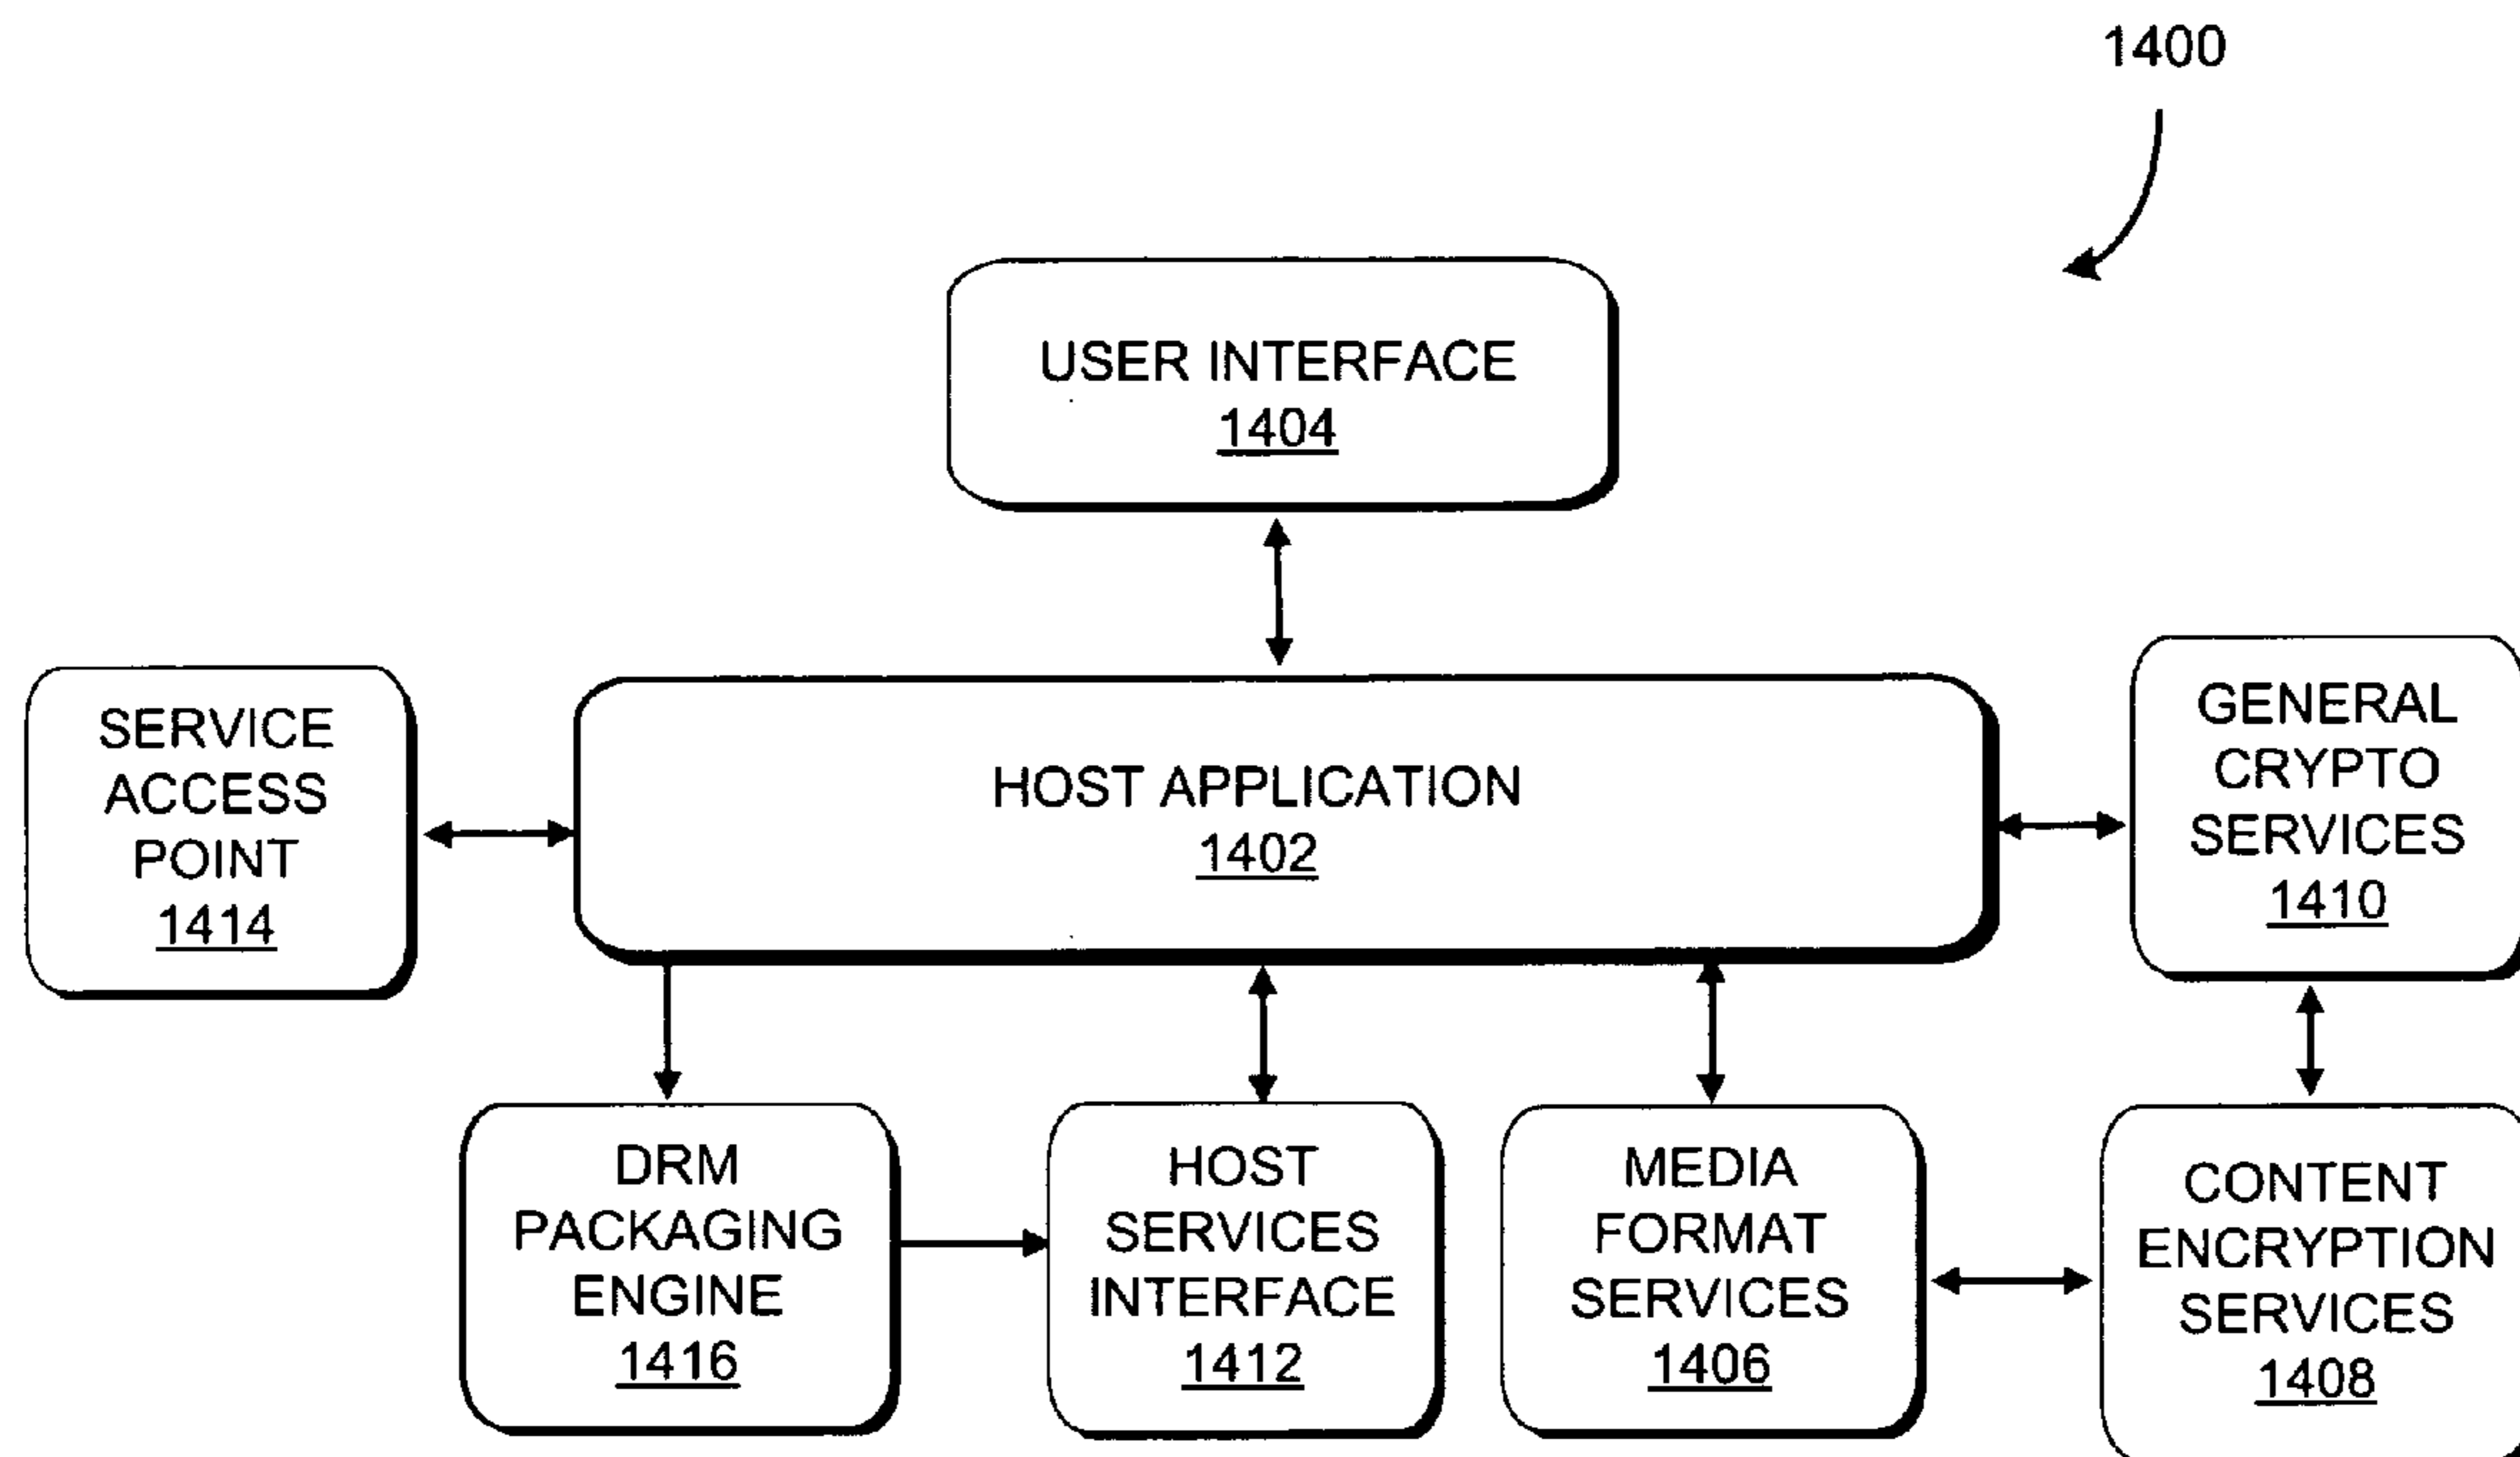 1400
USER INTERFACE
1404
SERVICE
ACCESS
POINT
1414
HOST APPLICATION
1402
GENERAL
CRYPTO
SERVICES
1410
DRM
PACKAGING
ENGINE
1416
HOST
SERVICES
INTERFACE
1412
MEDIA
FORMAT
SERVICES
1406
CONTENT
ENCRYPTION
SERVICES
1408